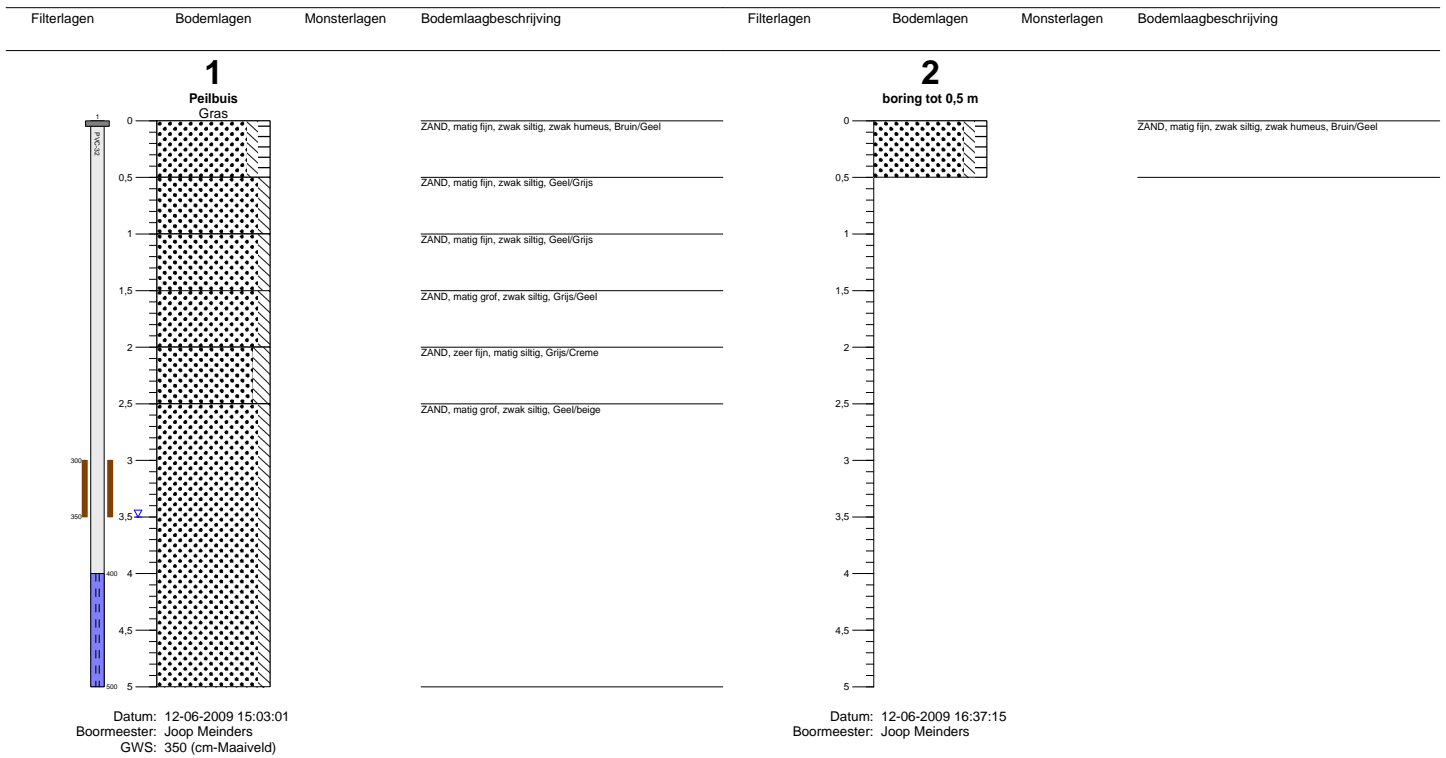 Filterlagen Bodemlagen Monsterlagen Bodemlaagbeschrijving Filterlagen Bodemlagen Monsterlagen Bodemlaagbeschrijving
1
Peilbuis
Gras
1
PVC-32
0
ZAND, matig fijn, zwak siltig, zwak humeus, Bruin/Geel
0,5
ZAND, matig fijn, zwak siltig, Geel/Grijs
1
ZAND, matig fijn, zwak siltig, Geel/Grijs
1,5
ZAND, matig grof, zwak siltig, Grijs/Geel
2
ZAND, zeer fijn, matig siltig, Grijs/Creme
2,5
ZAND, matig grof, zwak siltig, Geel/beige
300 3
350 3,5
400 4
4,5
500 5
Datum: 12-06-2009 15:03:01
Boormeester: Joop Meinders
GWS: 350 (cm-Maaiveld)
2
boring tot 0,5 m
0
ZAND, matig fijn, zwak siltig, zwak humeus, Bruin/Geel
0,5
1
1,5
2
2,5
3
3,5
4
4,5
5
Datum: 12-06-2009 16:37:15
Boormeester: Joop Meinders